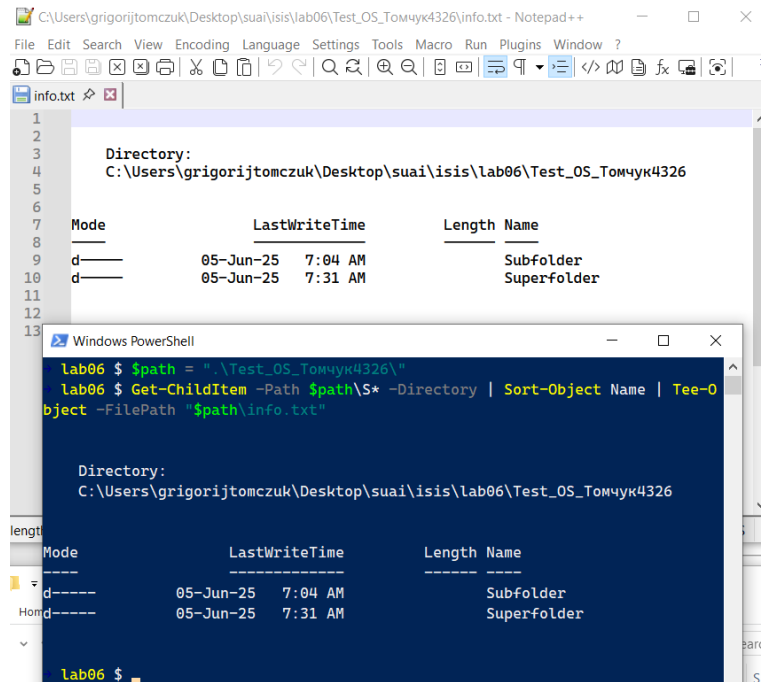 C:\Users\grigorijtomczuk\Desktop\suai\isis\lab06\Test_OS_Томчук4326\info.txt - Notepad++
File Edit Search View Encoding Language Settings Tools Macro Run Plugins Window ?
info.txt
1
2
3 Directory:
4 C:\Users\grigorijtomczuk\Desktop\suai\isis\lab06\Test_OS_Томчук4326
5
6
7 Mode LastWriteTime Length Name
8 ---- ------------- ------ ----
9 d----- 05-Jun-25 7:04 AM Subfolder
10 d----- 05-Jun-25 7:31 AM Superfolder
11
12
13
Windows PowerShell
lab06 $ $path = ".\Test_OS_Томчук4326\"
lab06 $ Get-ChildItem -Path $path\S* -Directory | Sort-Object Name | Tee-O
bject -FilePath "$path\info.txt"
Directory:
C:\Users\grigorijtomczuk\Desktop\suai\isis\lab06\Test_OS_Томчук4326
Mode LastWriteTime Length Name
---- ------------- ------ ----
d----- 05-Jun-25 7:04 AM Subfolder
d----- 05-Jun-25 7:31 AM Superfolder
lab06 $